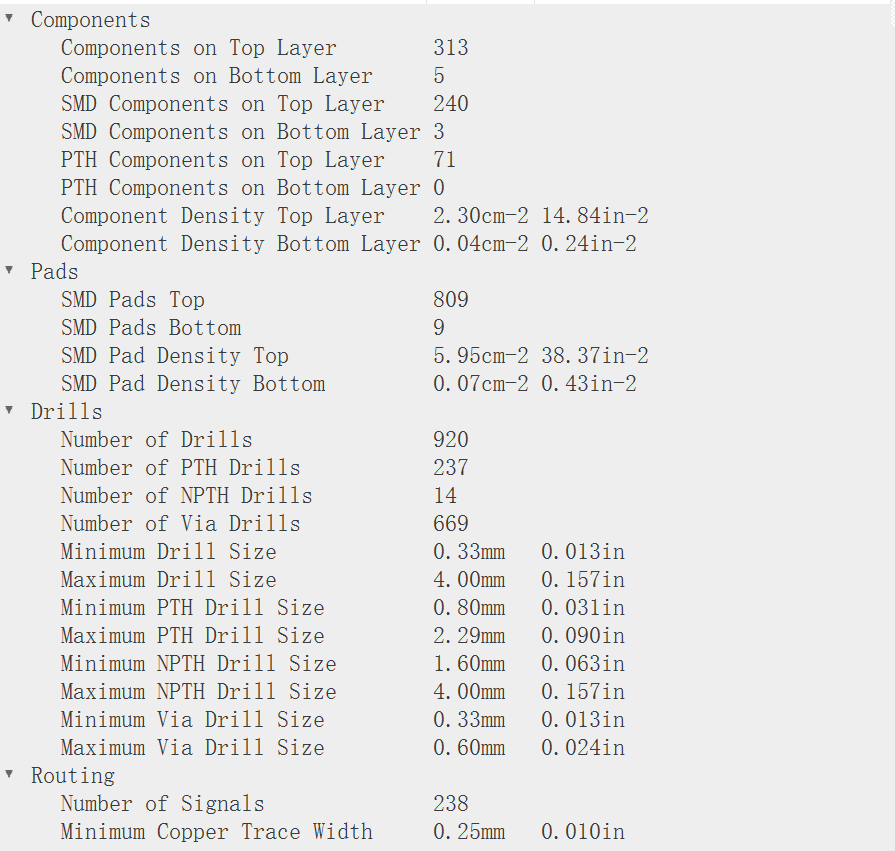 Components
Components on Top Layer 313
Components on Bottom Layer 5
SMD Components on Top Layer 240
SMD Components on Bottom Layer 3
PTH Components on Top Layer 71
PTH Components on Bottom Layer 0
Component Density Top Layer 2.30cm-2 14.84in-2
Component Density Bottom Layer 0.04cm-2 0.24in-2
Pads
SMD Pads Top 809
SMD Pads Bottom 9
SMD Pad Density Top 5.95cm-2 38.37in-2
SMD Pad Density Bottom 0.07cm-2 0.43in-2
Drills
Number of Drills 920
Number of PTH Drills 237
Number of NPTH Drills 14
Number of Via Drills 669
Minimum Drill Size 0.33mm 0.013in
Maximum Drill Size 4.00mm 0.157in
Minimum PTH Drill Size 0.80mm 0.031in
Maximum PTH Drill Size 2.29mm 0.090in
Minimum NPTH Drill Size 1.60mm 0.063in
Maximum NPTH Drill Size 4.00mm 0.157in
Minimum Via Drill Size 0.33mm 0.013in
Maximum Via Drill Size 0.60mm 0.024in
Routing
Number of Signals 238
Minimum Copper Trace Width 0.25mm 0.010in